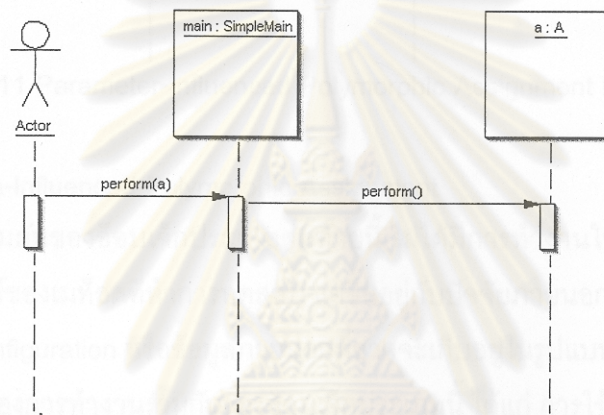 main : SimpleMain
a : A
Actor
perform(a)
perform()